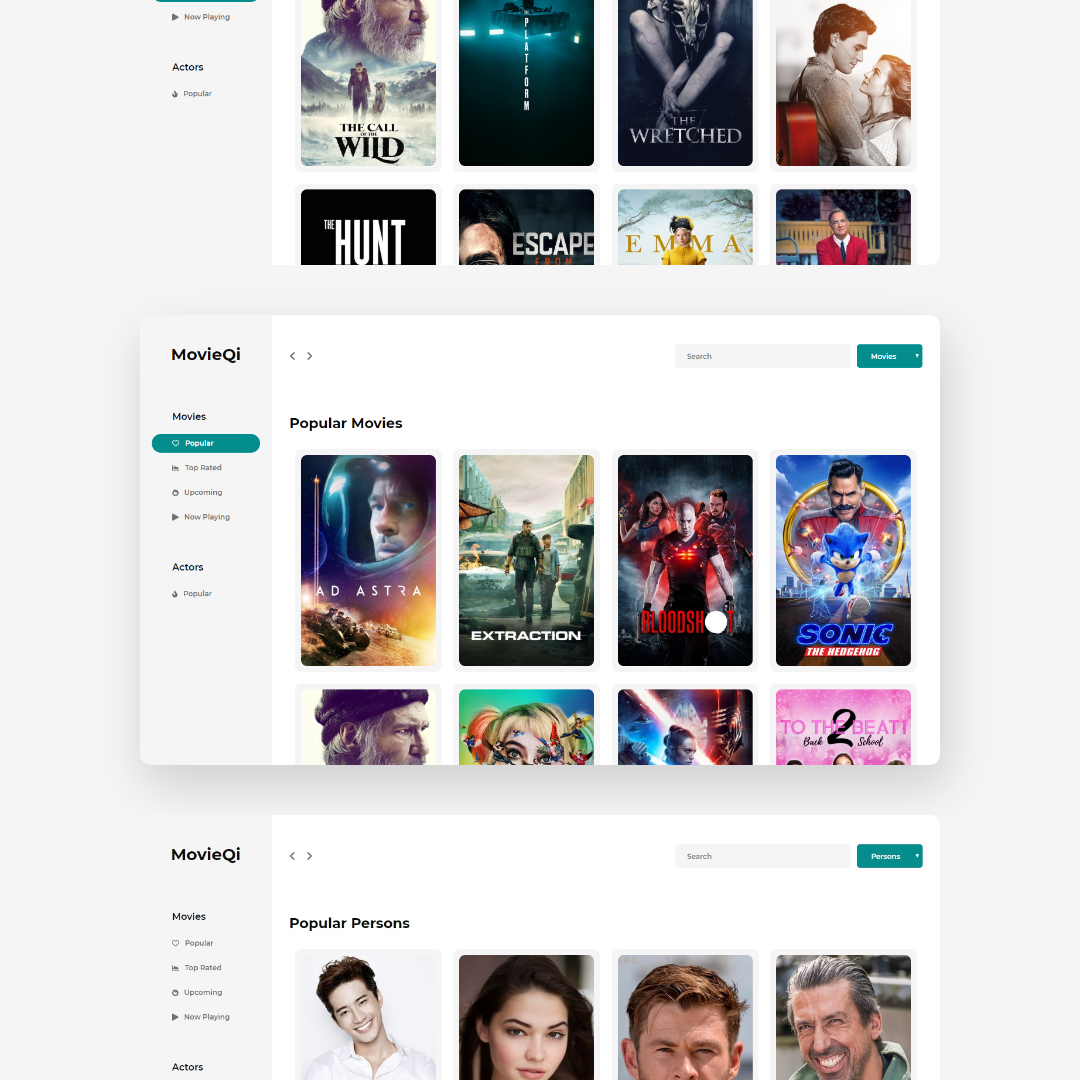 Now Playing
Actors
Popular
THE CALL
OF THE
WILD
THE
PLATFORM
THE
WRETCHED
THE
HUNT
ESCAPE
FROM
EMMA.
MovieQi
Search
Movies
Movies
Popular
Top Rated
Upcoming
Now Playing
Actors
Popular
Popular Movies
AD ASTRA
EXTRACTION
BLOODSH T
SONIC
THE HEDGEHOG
TO THE BEAT!
2
Back School
MovieQi
Search
Persons
Movies
Popular
Top Rated
Upcoming
Now Playing
Actors
Popular Persons